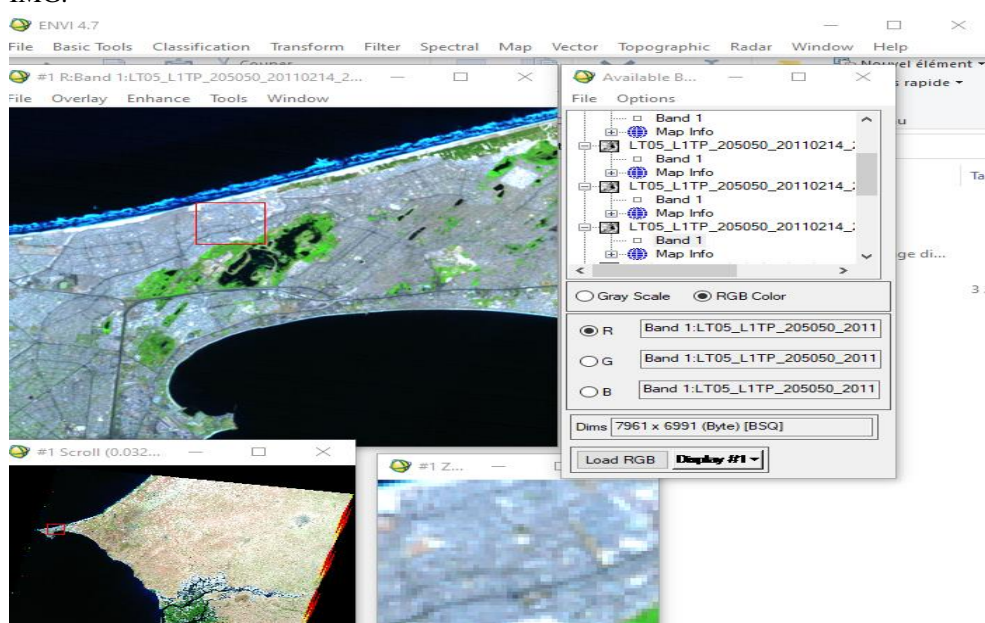 ENVI 4.7
File Basic Tools Classification Transform Filter Spectral Map Vector Topographic Radar Window Help
Nouvel élément
s rapide
#1 R:Band 1:LT05_L1TP_205050_20110214_2...
File Overlay Enhance Tools Window
Available B...
File Options
Band 1
Map Info
LT05_L1TP_205050_20110214_
Band 1
Map Info
LT05_L1TP_205050_20110214_
Band 1
Map Info
LT05_L1TP_205050_20110214_
Band 1
Map Info
Gray Scale RGB Color
R Band 1:LT05_L1TP_205050_2011
G Band 1:LT05_L1TP_205050_2011
B Band 1:LT05_L1TP_205050_2011
Dims 7961 x 6991 (Byte) [BSQ]
Load RGB Display #1
Ta
ge di...
3
#1 Scroll (0.032...
#1 Z...